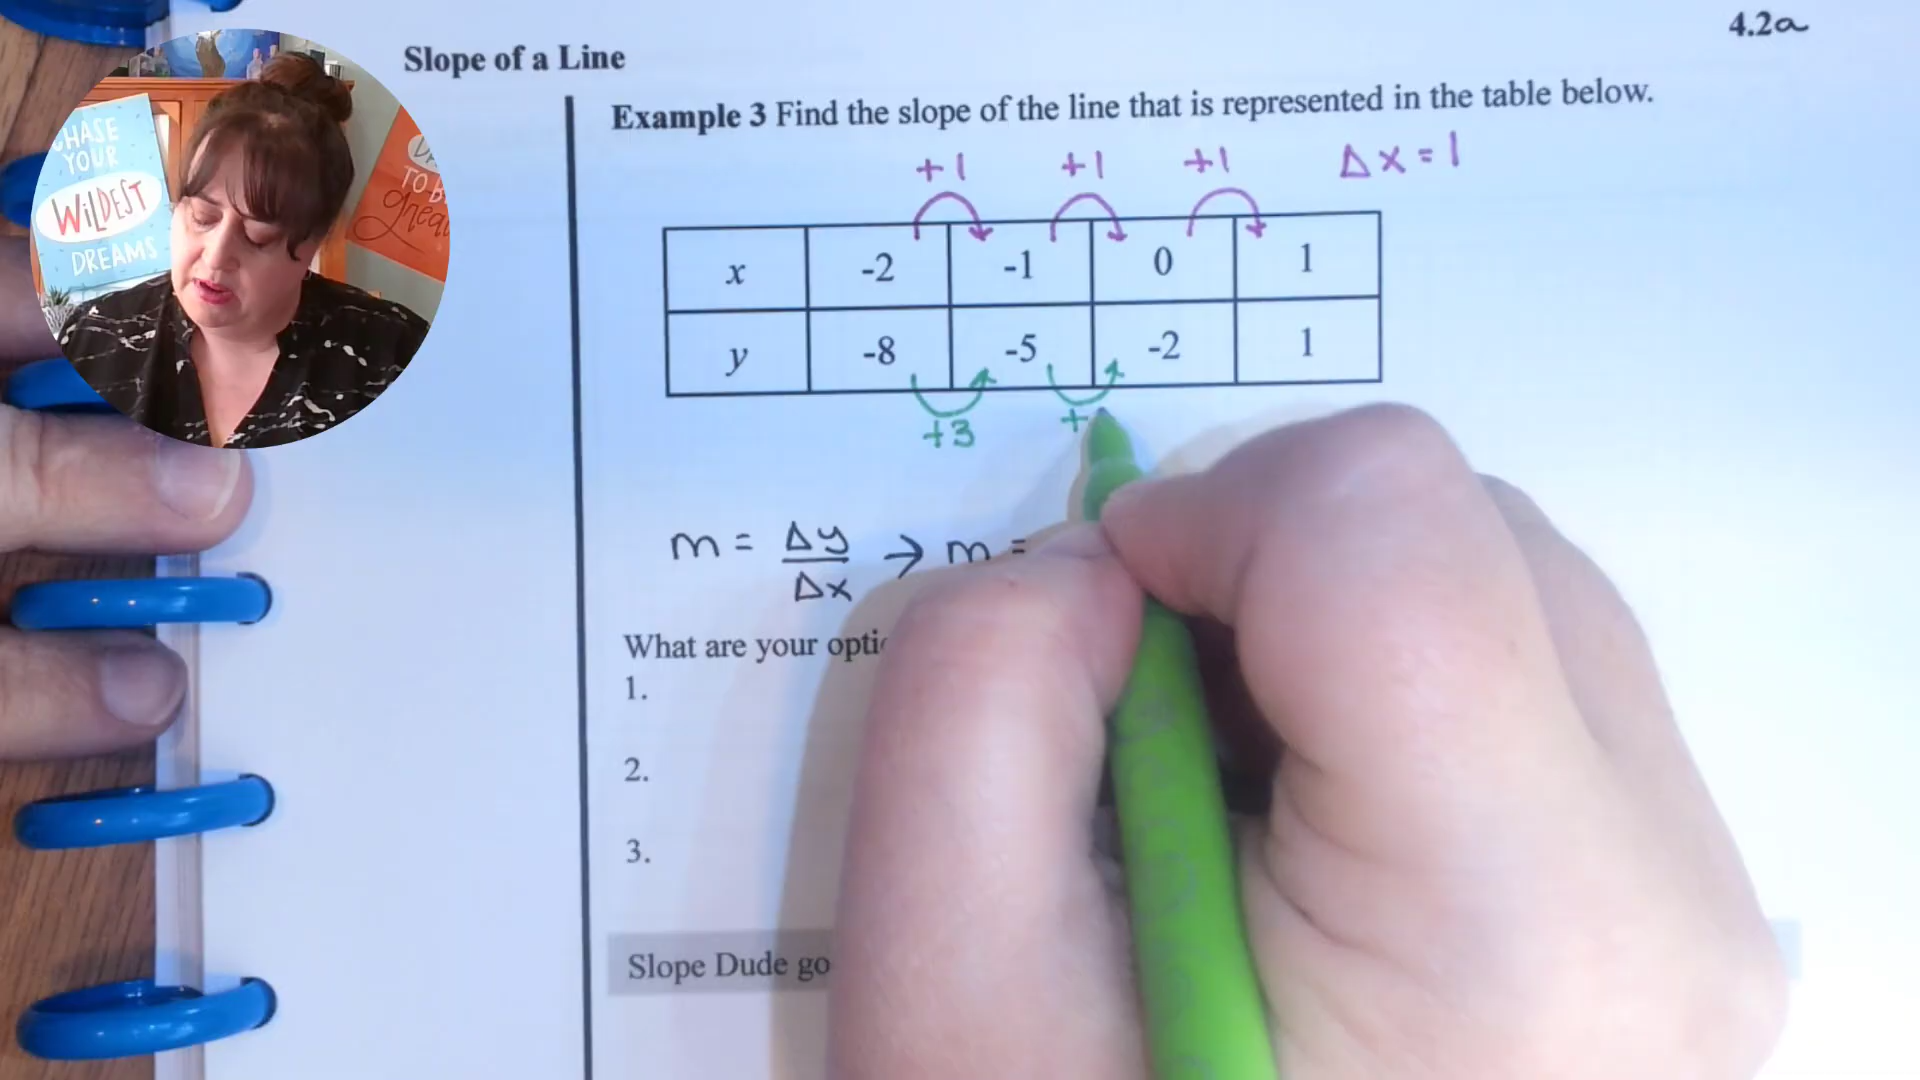 4.2a
Slope of a Line
Example 3 Find the slope of the line that is represented in the table below.
+1 +1 +1 Δx = 1
x -2 -1 0 1
y -8 -5 -2 1
+3 +
m = Δy/Δx → m =
What are your
1.
2.
3.
Slope Dude go
CHASE
YOUR
WILDEST
DREAMS
TO